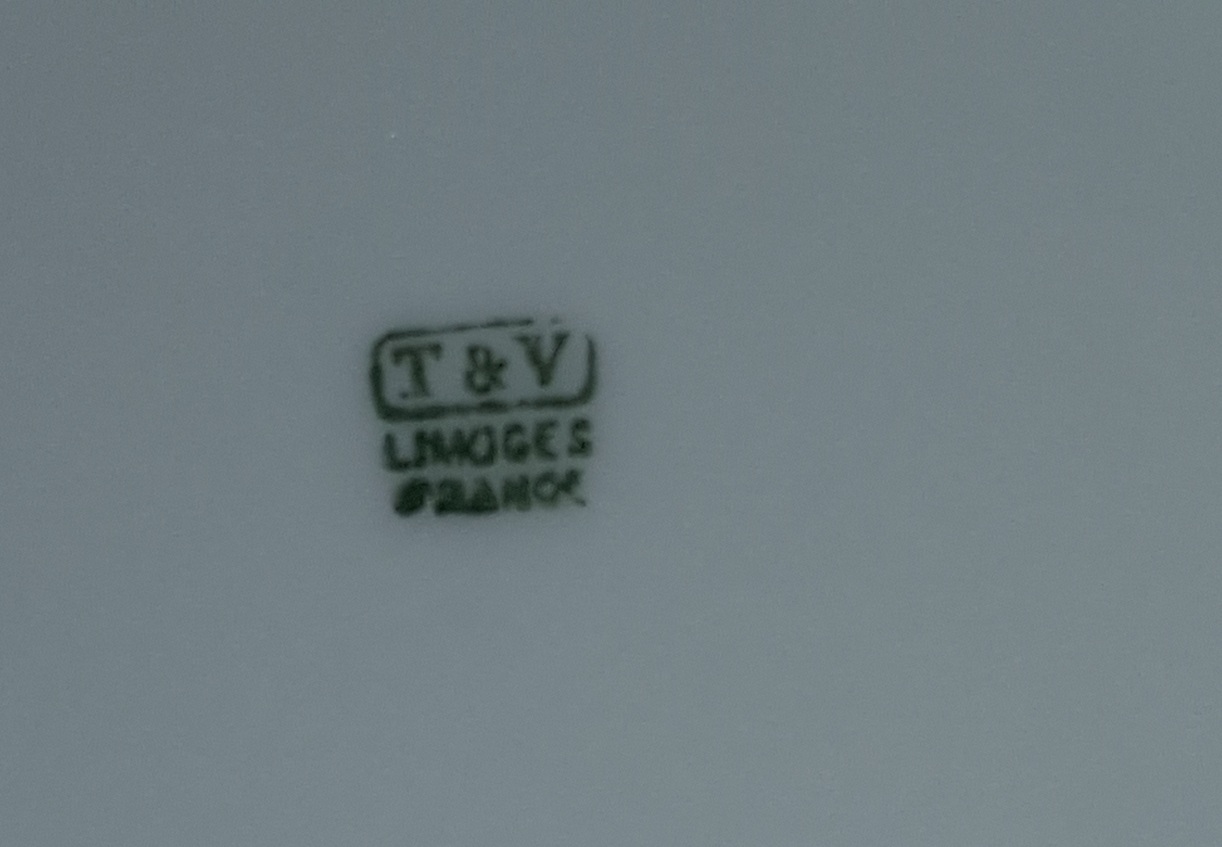 T & V
LIMOGES
FRANCE